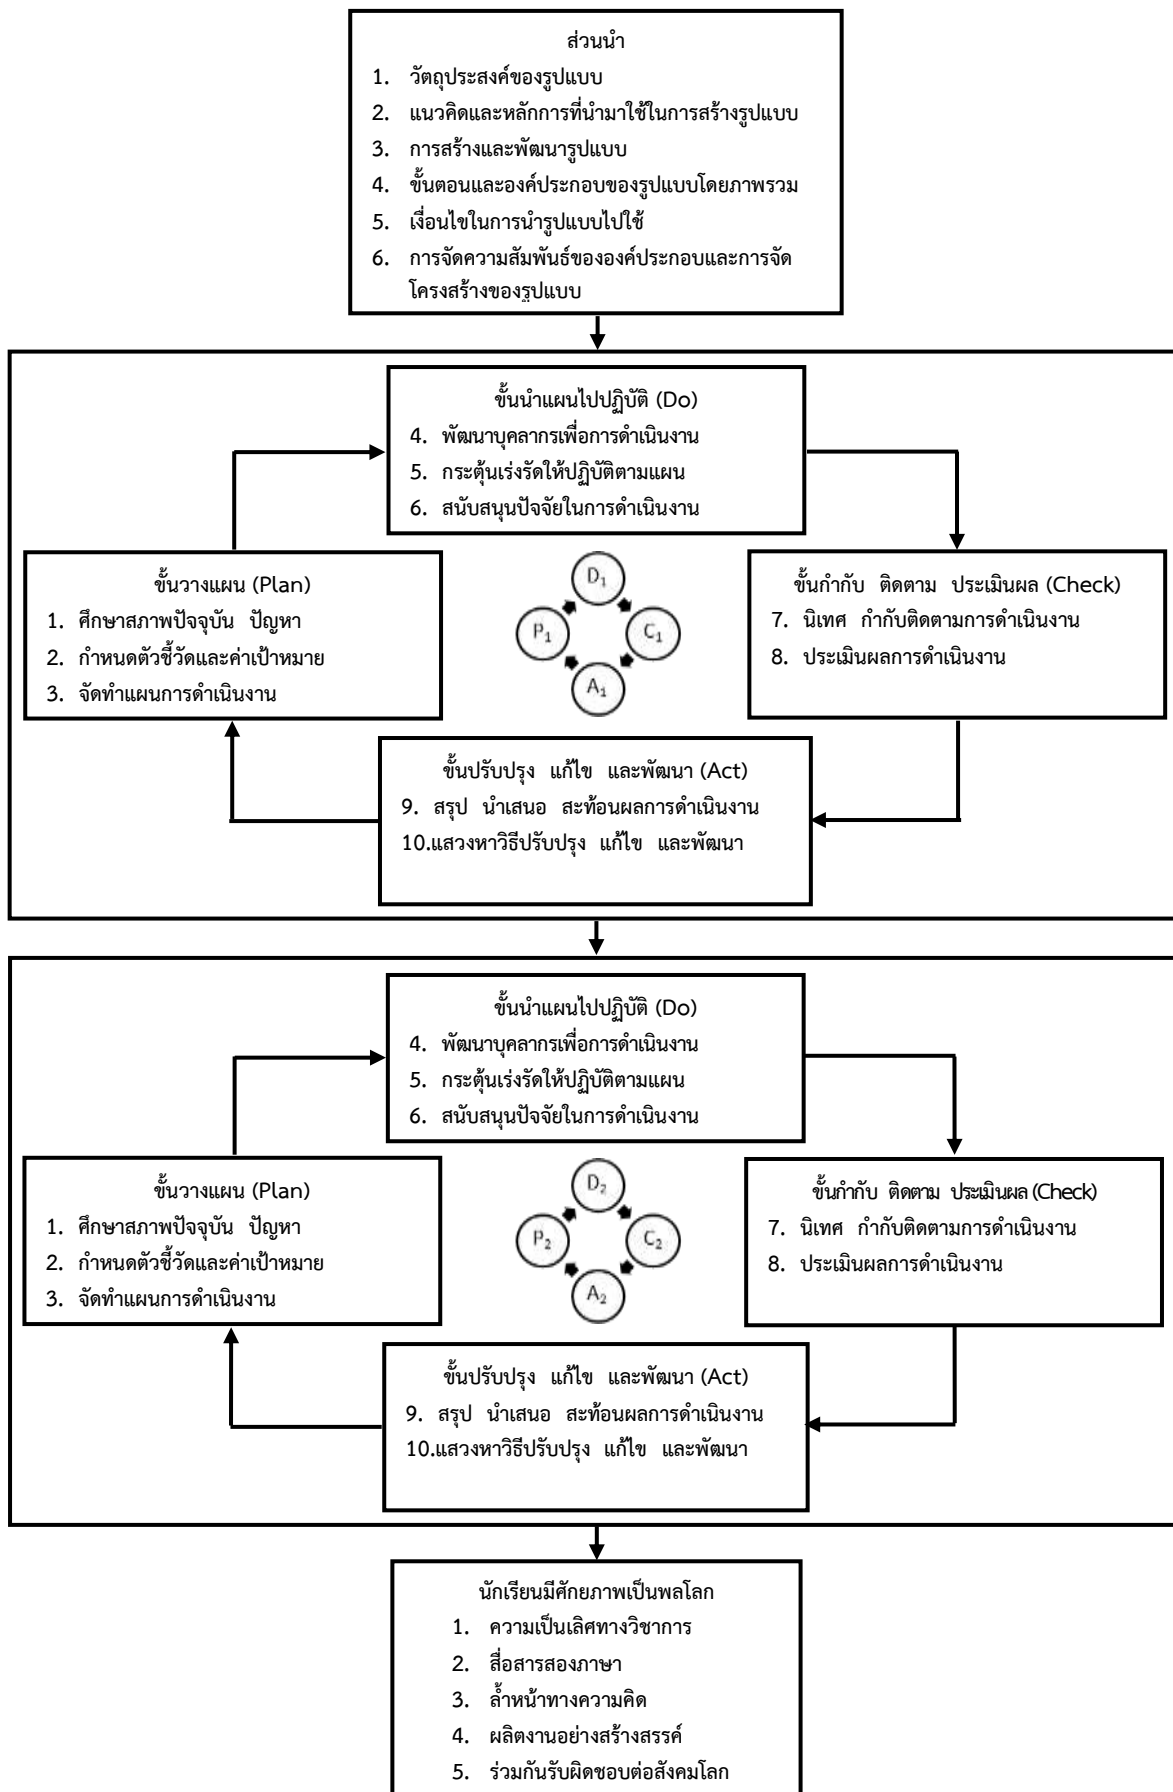 ส่วนนำ
1. วัตถุประสงค์ของรูปแบบ
2. แนวคิดและหลักการที่นำมาใช้ในการสร้างรูปแบบ
3. การสร้างและพัฒนารูปแบบ
4. ขั้นตอนและองค์ประกอบของรูปแบบโดยภาพรวม
5. เงื่อนไขในการนำรูปแบบไปใช้
6. การจัดความสัมพันธ์ขององค์ประกอบและการจัด
โครงสร้างของรูปแบบ
ขั้นนำแผนไปปฏิบัติ (Do)
4. พัฒนาบุคลากรเพื่อการดำเนินงาน
5. กระตุ้นเร่งรัดให้ปฏิบัติตามแผน
6. สนับสนุนปัจจัยในการดำเนินงาน
ขั้นวางแผน (Plan)
1. ศึกษาสภาพปัจจุบัน ปัญหา
2. กำหนดตัวชี้วัดและค่าเป้าหมาย
3. จัดทำแผนการดำเนินงาน
D₁
P₁
C₁
A₁
ขั้นกำกับ ติดตาม ประเมินผล (Check)
7. นิเทศ กำกับติดตามการดำเนินงาน
8. ประเมินผลการดำเนินงาน
ขั้นปรับปรุง แก้ไข และพัฒนา (Act)
9. สรุป นำเสนอ สะท้อนผลการดำเนินงาน
10.แสวงหาวิธีปรับปรุง แก้ไข และพัฒนา
ขั้นนำแผนไปปฏิบัติ (Do)
4. พัฒนาบุคลากรเพื่อการดำเนินงาน
5. กระตุ้นเร่งรัดให้ปฏิบัติตามแผน
6. สนับสนุนปัจจัยในการดำเนินงาน
ขั้นวางแผน (Plan)
1. ศึกษาสภาพปัจจุบัน ปัญหา
2. กำหนดตัวชี้วัดและค่าเป้าหมาย
3. จัดทำแผนการดำเนินงาน
D₂
P₂
C₂
A₂
ขั้นกำกับ ติดตาม ประเมินผล (Check)
7. นิเทศ กำกับติดตามการดำเนินงาน
8. ประเมินผลการดำเนินงาน
ขั้นปรับปรุง แก้ไข และพัฒนา (Act)
9. สรุป นำเสนอ สะท้อนผลการดำเนินงาน
10.แสวงหาวิธีปรับปรุง แก้ไข และพัฒนา
นักเรียนมีศักยภาพเป็นพลโลก
1. ความเป็นเลิศทางวิชาการ
2. สื่อสารสองภาษา
3. ล้ำหน้าทางความคิด
4. ผลิตงานอย่างสร้างสรรค์
5. ร่วมกันรับผิดชอบต่อสังคมโลก